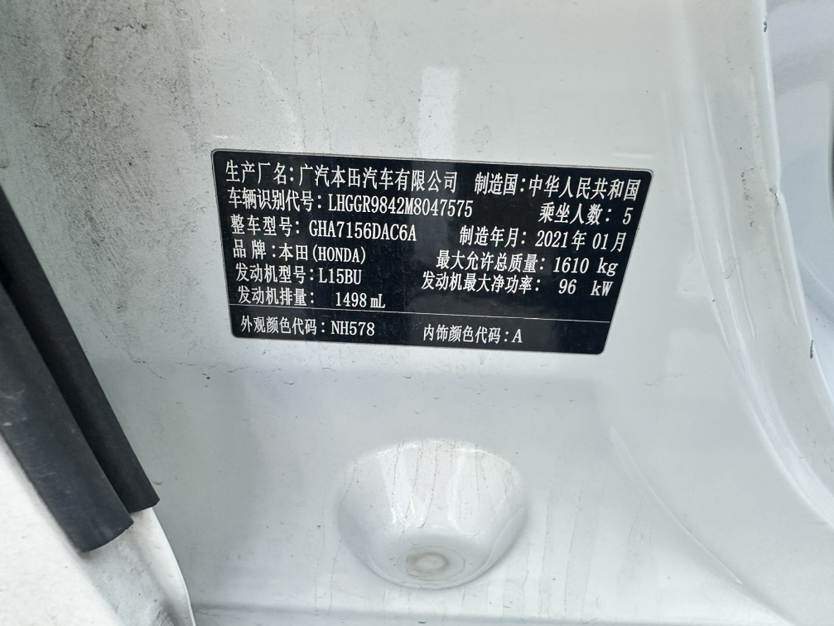 生产厂名：广汽本田汽车有限公司 制造国：中华人民共和国
车辆识别代号：LHGGR9842M8047575 乘坐人数：5
整车型号：GHA7156DAC6A 制造年月：2021年01月
品牌：本田(HONDA) 最大允许总质量：1610 kg
发动机型号：L15BU 发动机最大净功率：96 kW
发动机排量：1498 mL
外观颜色代码：NH578 内饰颜色代码：A